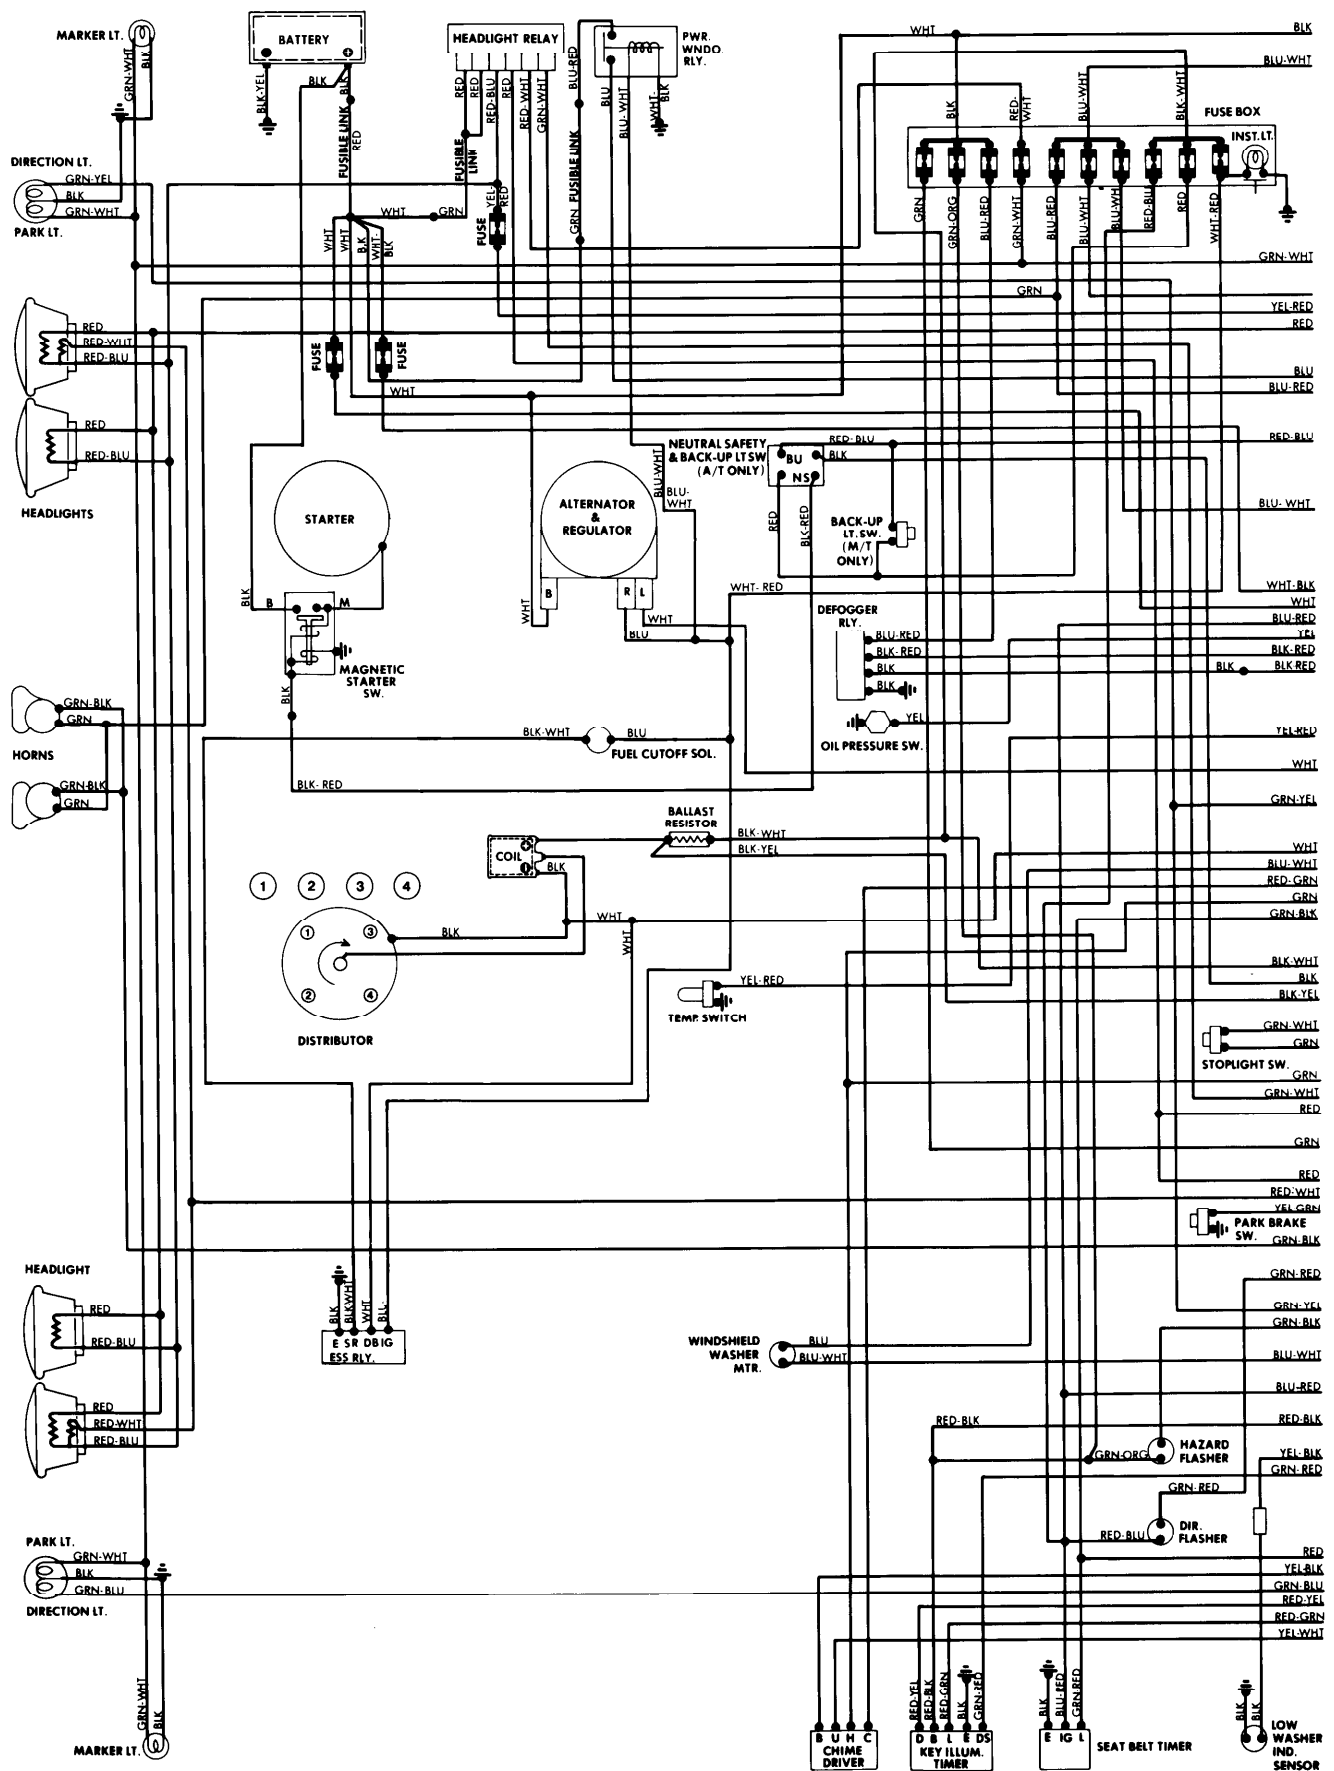 MARKER LT.
GRN-WHT
BLK
BATTERY
BLK-YEL
BLK
BLK
FUSIBLE LINK
RED
HEADLIGHT RELAY
RED
RED
RED-BLU
RED
RED-WHT
GRN-WHT
FUSIBLE
LINK
BLU-RED
FUSIBLE LINK
GRN
PWR.
WNDO.
RLY.
BLU
BLU-WHT
WHT-
BLK
WHT
BLK
BLU-WHT
FUSE BOX
INST. LT.
BLK
RED-
WHT
BLU-WHT
BLK-WHT
DIRECTION LT.
GRN-YEL
BLK
GRN-WHT
PARK LT.
YEL-
RED
FUSE
WHT
GRN
WHT
WHT
BLK
WHT-
BLK
GRN
GRN-ORG
BLU-RED
GRN-WHT
BLU-RED
BLU-WHT
BLU-WH
RED-BLU
RED
WHT-RED
GRN-WHT
GRN
YEL-RED
RED
RED
RED-WHT
RED-BLU
FUSE
FUSE
BLU
WHT
BLU-RED
RED
RED-BLU
HEADLIGHTS
STARTER
ALTERNATOR
&
REGULATOR
B
R
L
BLU-WHT
BLU-
WHT
NEUTRAL SAFETY
& BACK-UP LT SW
(A/T ONLY)
BU
NS
RED-BLU
BLK
RED-BLU
RED
BLK-RED
BACK-UP
LT. SW.
(M/T
ONLY)
BLU-WHT
BLK
B
M
MAGNETIC
STARTER
SW.
BLK
WHT
BLU
WHT
WHT-RED
WHT-BLK
WHT
DEFOGGER
RLY.
BLU-RED
BLK-RED
BLK
BLK
BLU-RED
YEL
BLK-RED
BLK
BLK-RED
YEL
OIL PRESSURE SW.
GRN-BLK
GRN
HORNS
GRN-BLK
GRN
BLK-WHT
BLU
FUEL CUTOFF SOL.
YEL-RED
BLK-RED
WHT
GRN-YEL
BALLAST
RESISTOR
BLK-WHT
BLK-YEL
COIL
BLK
WHT
BLU-WHT
RED-GRN
GRN
GRN-BLK
1 2 3 4
1
3
2
4
DISTRIBUTOR
BLK
WHT
WHT
BLK-WHT
BLK
BLK-YEL
YEL-RED
TEMP. SWITCH
GRN-WHT
GRN
STOPLIGHT SW.
GRN
GRN-WHT
RED
GRN
RED
RED-WHT
YEL-GRN
PARK BRAKE
SW.
GRN-BLK
HEADLIGHT
RED
RED-BLU
RED
RED-WHT
RED-BLU
BLK
BLKWHT
WHT
BLU
E SR DB IG
ESS RLY.
GRN-RED
GRN-YEL
GRN-BLK
WINDSHIELD
WASHER
MTR.
BLU
BLU-WHT
BLU-WHT
BLU-RED
RED-BLK
RED-BLK
HAZARD
FLASHER
GRN-ORG
YEL-BLK
GRN-RED
GRN-RED
RED-BLU
DIR.
FLASHER
PARK LT.
GRN-WHT
BLK
GRN-BLU
DIRECTION LT.
RED
YEL-BLK
GRN-BLU
RED-YEL
RED-GRN
YEL-WHT
GRN-WHT
BLK
MARKER LT.
B U H C
CHIME
DRIVER
RED-YEL
RED-BLK
RED-GRN
BLK
GRN-RED
D B L E DS
KEY ILLUM.
TIMER
BLK
BLU-RED
GRN-RED
E IG L
SEAT BELT TIMER
BLK
BLK
LOW
WASHER
IND.
SENSOR